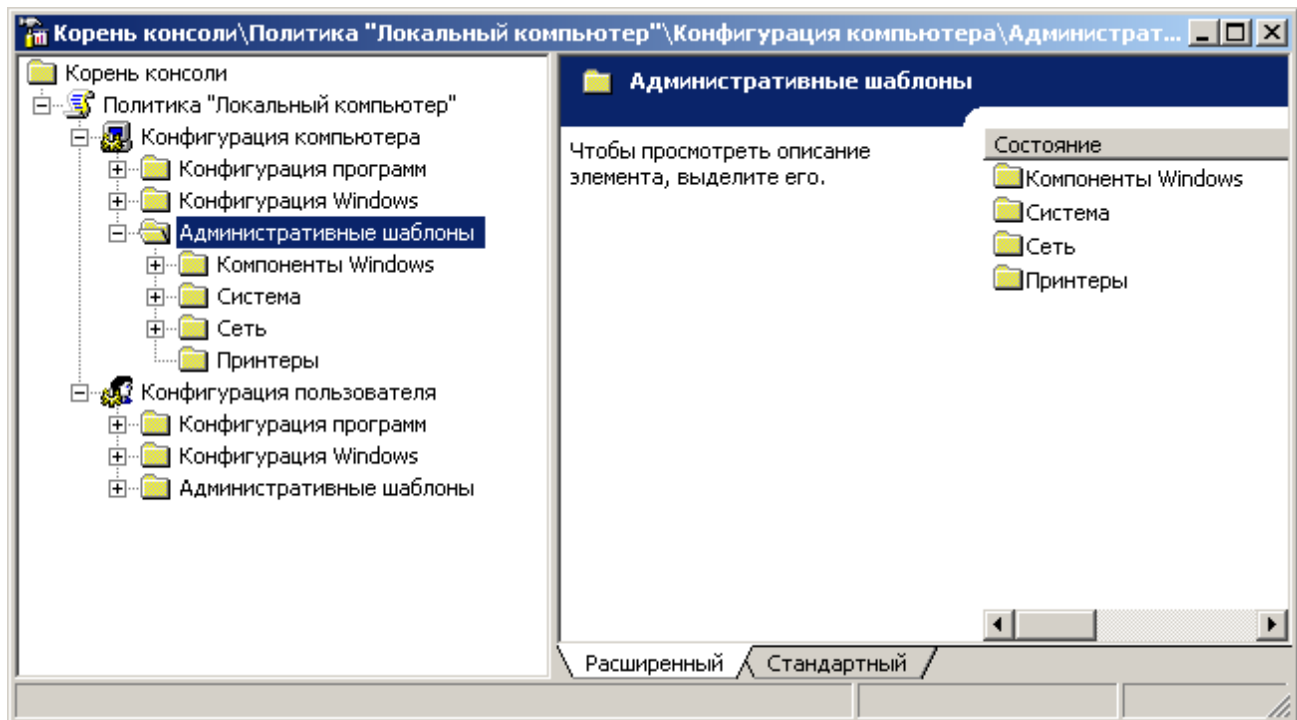 Корень консоли\Политика "Локальный компьютер"\Конфигурация компьютера\Администрат...
Корень консоли
Политика "Локальный компьютер"
Конфигурация компьютера
Конфигурация программ
Конфигурация Windows
Административные шаблоны
Компоненты Windows
Система
Сеть
Принтеры
Конфигурация пользователя
Конфигурация программ
Конфигурация Windows
Административные шаблоны
Административные шаблоны
Чтобы просмотреть описание
элемента, выделите его.
Состояние
Компоненты Windows
Система
Сеть
Принтеры
Расширенный
Стандартный